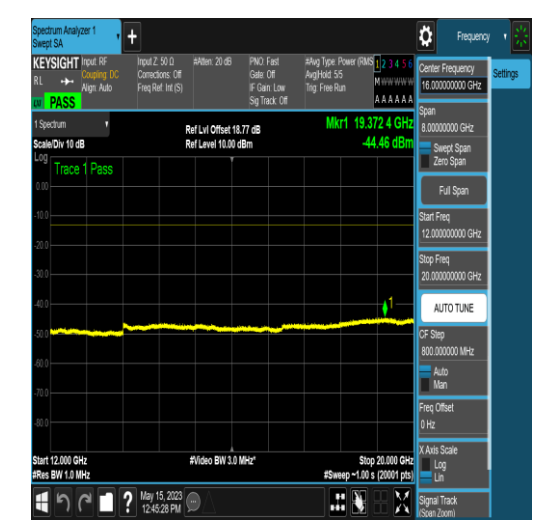 Spectrum Analyzer 1
Swept SA
+
Frequency
KEYSIGHT
RL
PASS
Input: RF
Coupling: DC
Align: Auto
Input Z: 50 Ω
Corrections: Off
Freq Ref: Int (S)
#Atten: 20 dB
PNO: Fast
Gate: Off
IF Gain: Low
Sig Track: Off
#Avg Type: Power (RMS
Avg|Hold: 5/5
Trig: Free Run
1 2 3 4 5 6
M W W W W W
A A A A A A
1 Spectrum
Scale/Div 10 dB
Ref Lvl Offset 18.77 dB
Ref Level 10.00 dBm
Mkr1 19.372 4 GHz
-44.46 dBm
Log
Trace 1 Pass
0.00
-10.0
-20.0
-30.0
-40.0
-50.0
-60.0
-70.0
-80.0
1
Start 12.000 GHz
#Res BW 1.0 MHz
#Video BW 3.0 MHz*
Stop 20.000 GHz
#Sweep ~1.00 s (20001 pts)
?
May 15, 2023
12:45:28 PM
Center Frequency
16.000000000 GHz
Settings
Span
8.00000000 GHz
Swept Span
Zero Span
Full Span
Start Freq
12.000000000 GHz
Stop Freq
20.000000000 GHz
AUTO TUNE
CF Step
800.000000 MHz
Auto
Man
Freq Offset
0 Hz
X Axis Scale
Log
Lin
Signal Track
(Span Zoom)